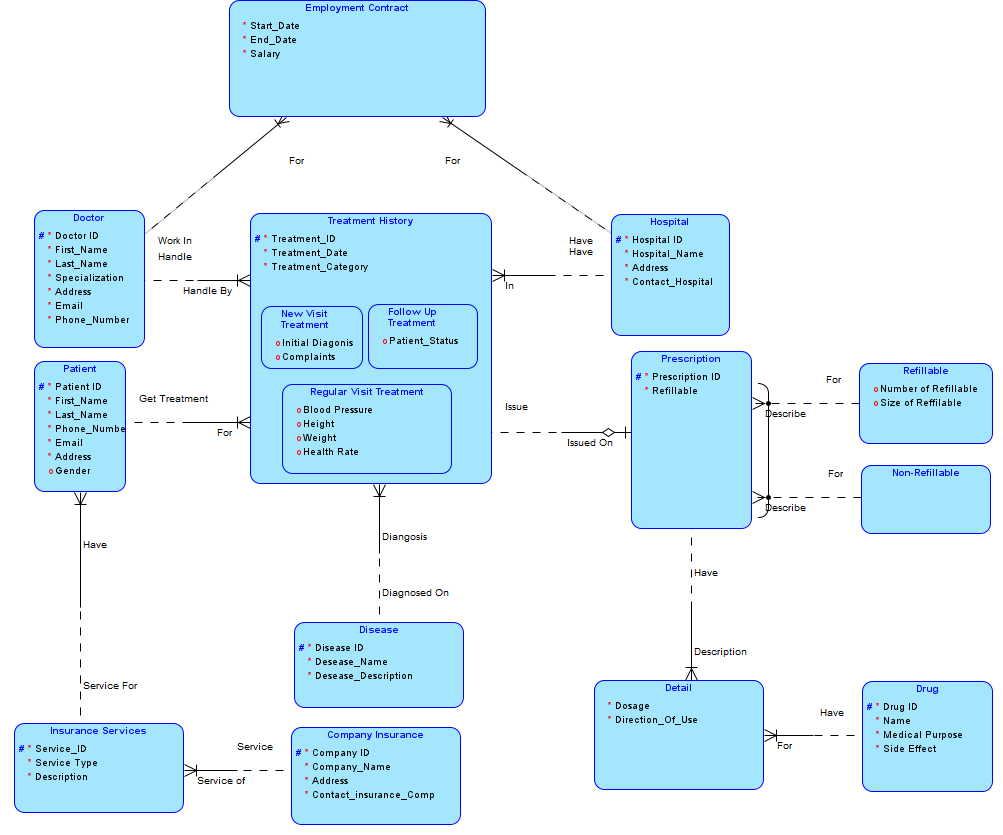 Employment Contract
* Start_Date
* End_Date
* Salary
For
For
Doctor
# * Doctor ID
* First_Name
* Last_Name
* Specialization
* Address
* Email
* Phone_Number
Work In
Handle
Handle By
Treatment History
# * Treatment_ID
* Treatment_Date
* Treatment_Category
New Visit
Treatment
o Initial Diagonis
o Complaints
Follow Up
Treatment
o Patient_Status
Regular Visit Treatment
o Blood Pressure
o Height
o Weight
o Health Rate
Have
Have
In
Hospital
# * Hospital ID
* Hospital_Name
* Address
* Contact_Hospital
Patient
# * Patient ID
* First_Name
* Last_Name
* Phone_Numbe
* Email
* Address
o Gender
Get Treatment
For
Issue
Issued On
Prescription
# * Prescription ID
* Refillable
For
Describe
Refillable
o Number of Refillable
o Size of Reffilable
For
Describe
Non-Refillable
Have
Service For
Diangosis
Diagnosed On
Have
Description
Disease
# * Disease ID
* Desease_Name
* Desease_Description
Insurance Services
# * Service_ID
* Service Type
* Description
Service
Service of
Company Insurance
# * Company ID
* Company_Name
* Address
* Contact_insurance_Comp
Detail
* Dosage
* Direction_Of_Use
Have
For
Drug
# * Drug ID
* Name
* Medical Purpose
* Side Effect